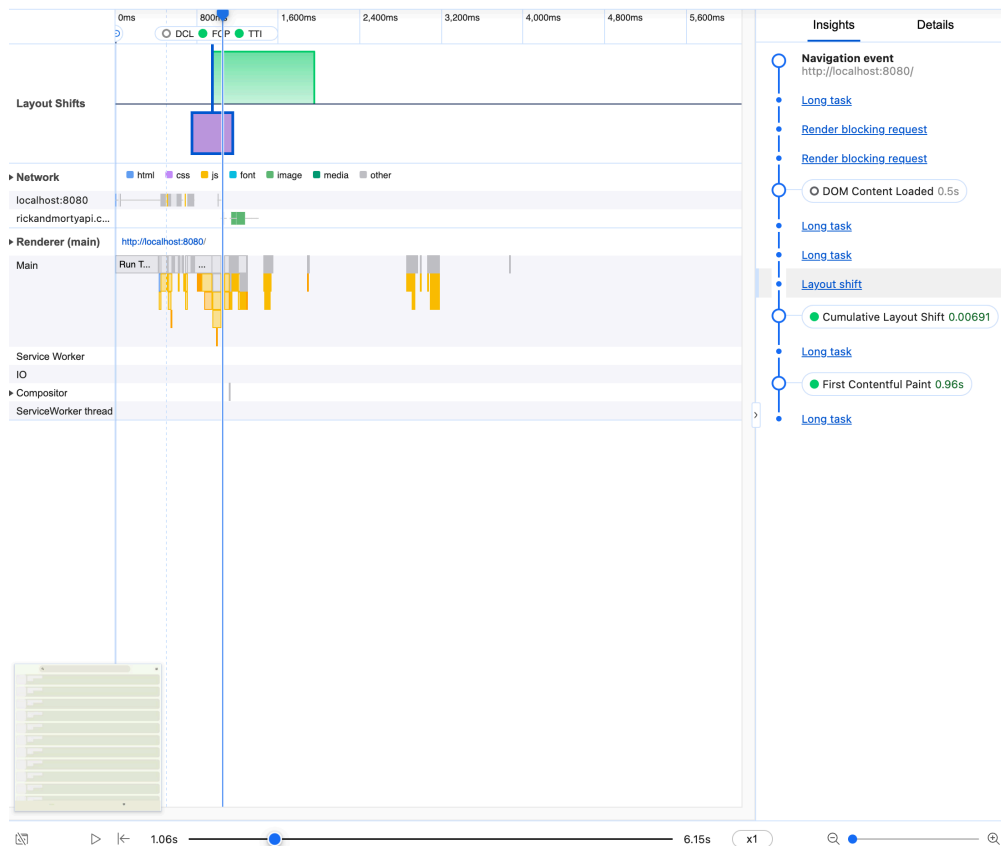 0ms
800ms
1,600ms
2,400ms
3,200ms
4,000ms
4,800ms
5,600ms
DCL
FCP
TTI
Layout Shifts
Network
html
css
js
font
image
media
other
localhost:8080
rickandmortyapi.c...
Renderer (main)
http://localhost:8080/
Main
Run T...
...
Service Worker
IO
Compositor
ServiceWorker thread
1.06s
6.15s
x1
Insights
Details
Navigation event
http://localhost:8080/
Long task
Render blocking request
Render blocking request
DOM Content Loaded 0.5s
Long task
Long task
Layout shift
Cumulative Layout Shift 0.00691
Long task
First Contentful Paint 0.96s
Long task